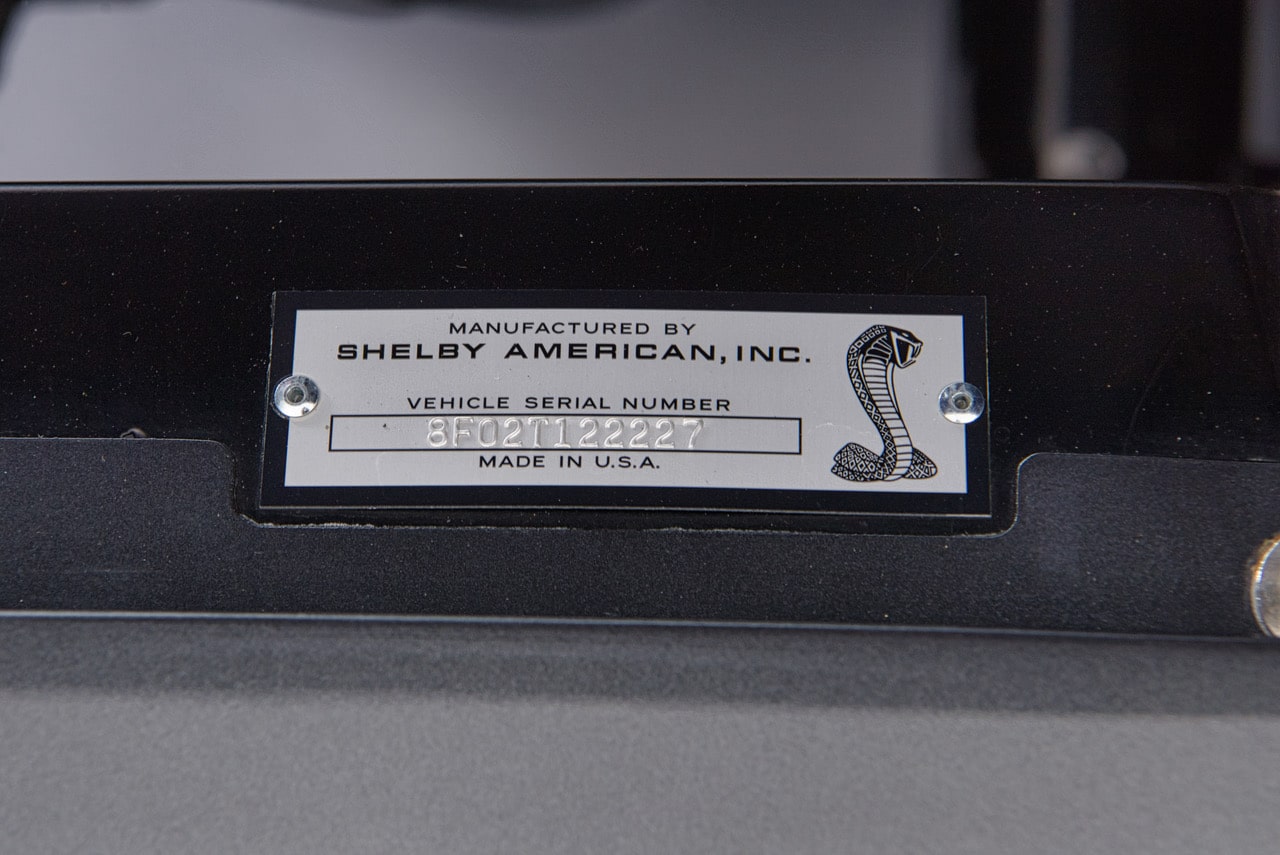 MANUFACTURED BY
SHELBY AMERICAN, INC.
VEHICLE SERIAL NUMBER
8F02T122227
MADE IN U.S.A.